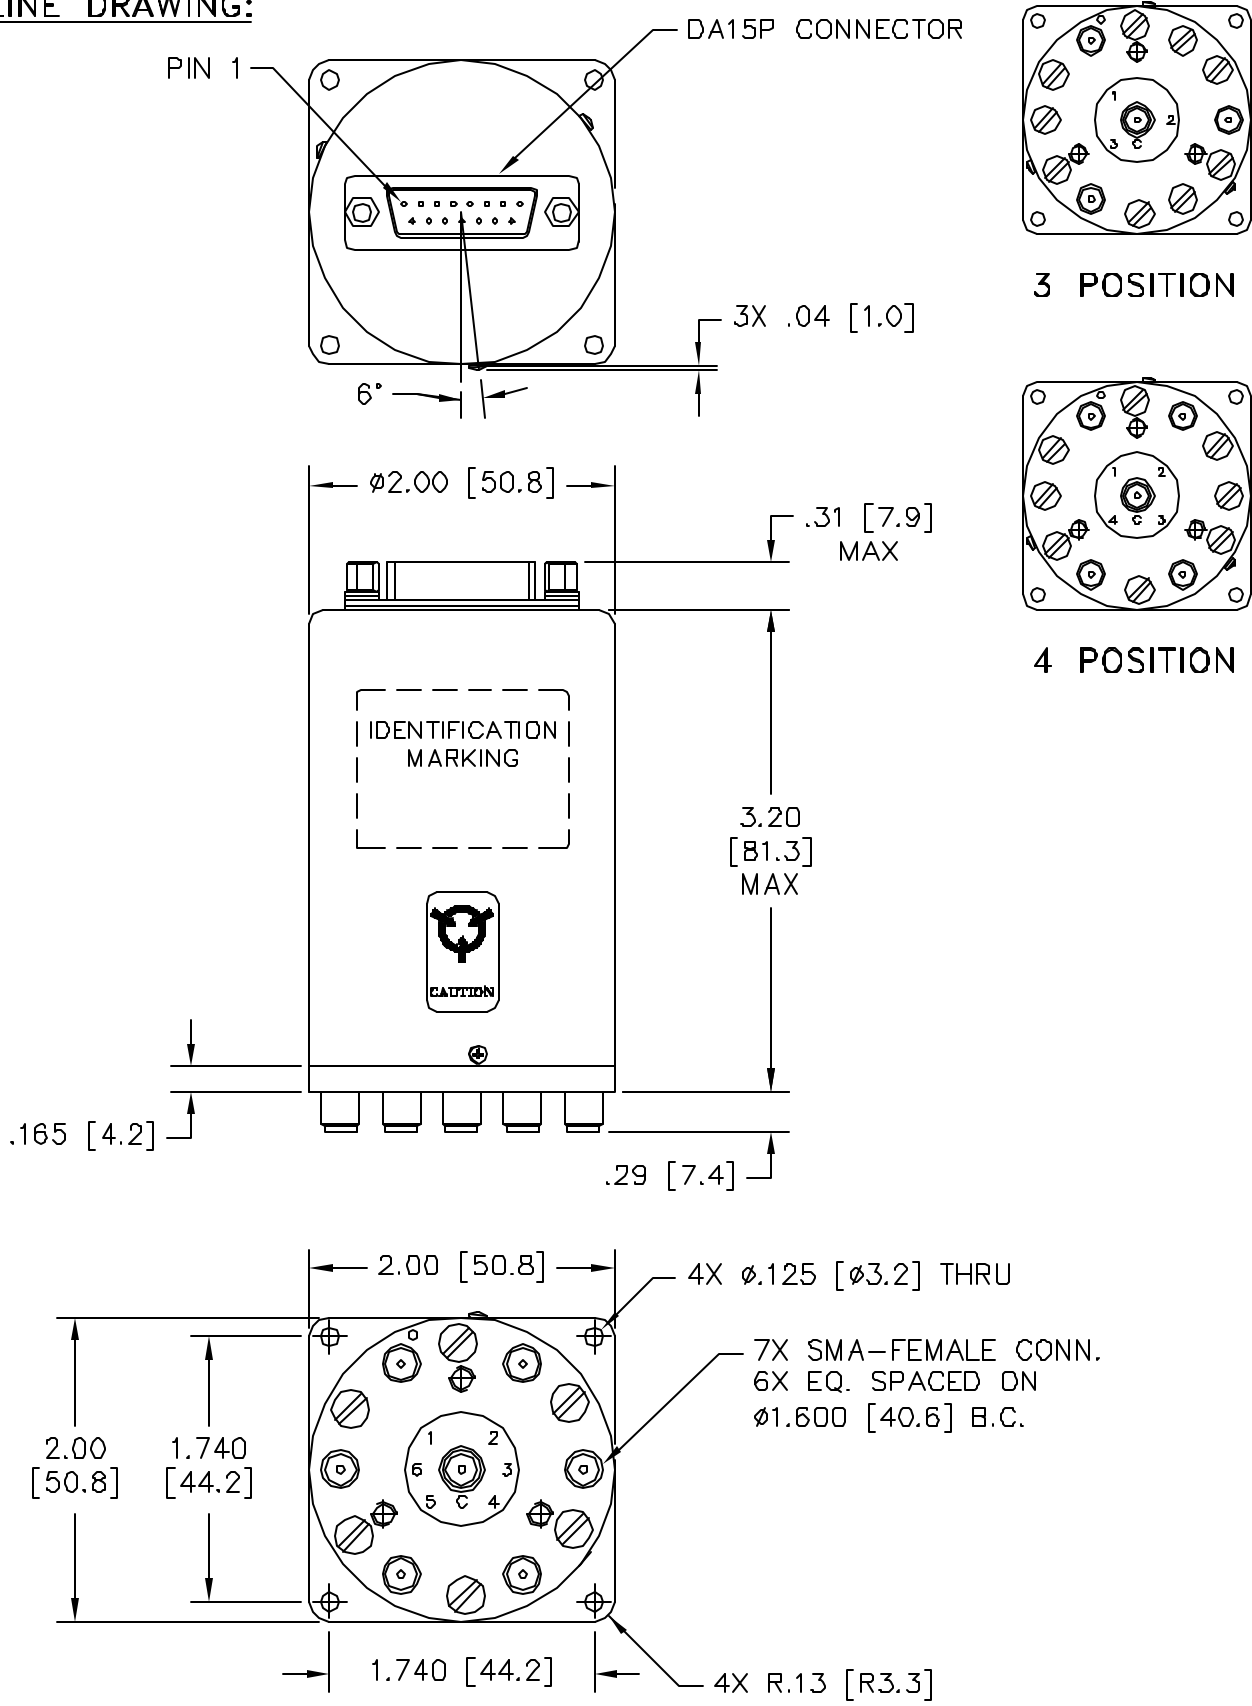 LINE DRAWING:
DA15P CONNECTOR
PIN 1
1
2
3 C
3 POSITION
3X .04 [1.0]
6°
1 2
4 C 3
4 POSITION
ø2.00 [50.8]
.31 [7.9]
MAX
IDENTIFICATION
MARKING
3.20
[81.3]
MAX
CAUTION
.165 [4.2]
.29 [7.4]
2.00 [50.8]
4X ø.125 [ø3.2] THRU
7X SMA-FEMALE CONN.
6X EQ. SPACED ON
ø1.600 [40.6] B.C.
2.00
[50.8]
1.740
[44.2]
1 2
6 3
5 C 4
1.740 [44.2]
4X R.13 [R3.3]